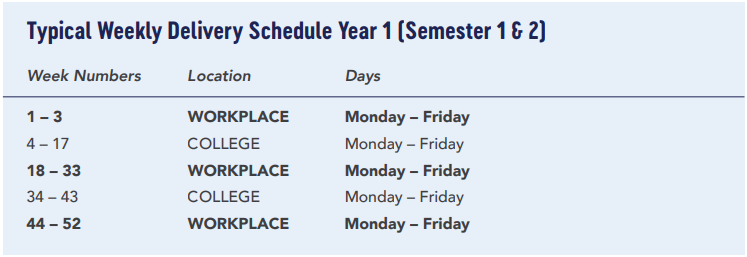 Typical Weekly Delivery Schedule Year 1 (Semester 1 & 2)
Week Numbers Location Days
1 – 3 WORKPLACE Monday – Friday
4 – 17 COLLEGE Monday – Friday
18 – 33 WORKPLACE Monday – Friday
34 – 43 COLLEGE Monday – Friday
44 – 52 WORKPLACE Monday – Friday